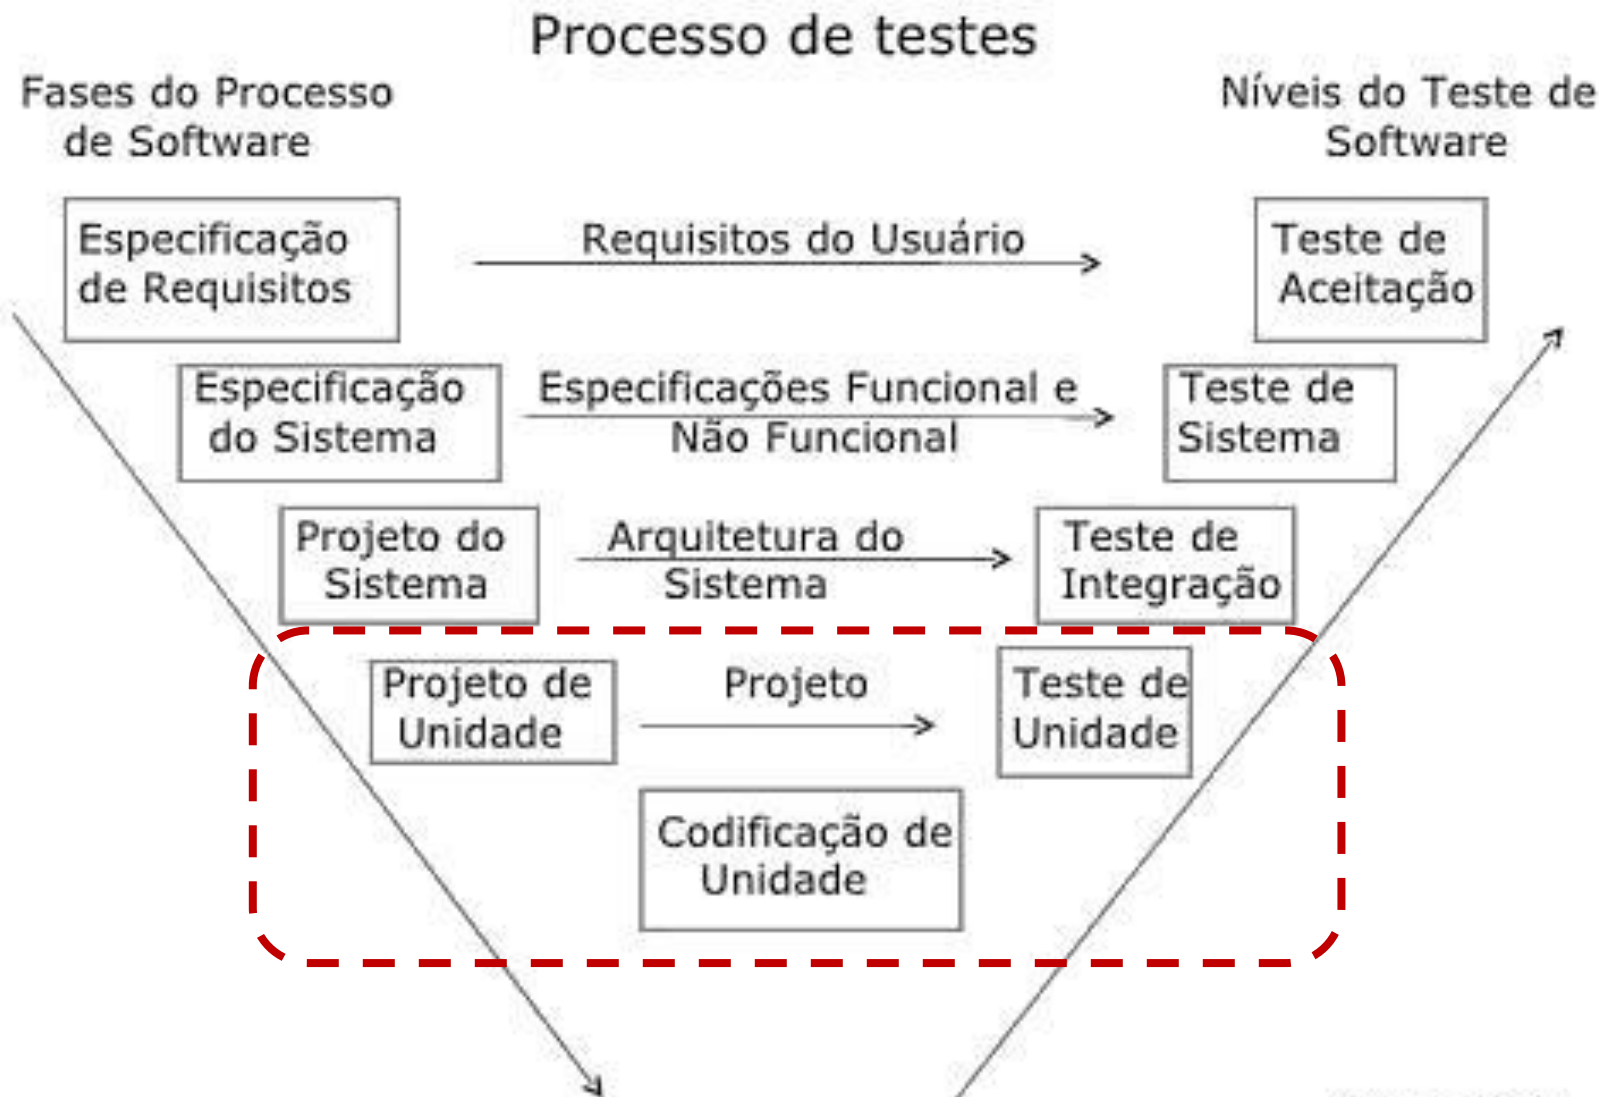 Processo de testes
Fases do Processo
de Software
Níveis do Teste de
Software
Especificação
de Requisitos
Requisitos do Usuário
Teste de
Aceitação
Especificação
do Sistema
Especificações Funcional e
Não Funcional
Teste de
Sistema
Projeto do
Sistema
Arquitetura do
Sistema
Teste de
Integração
Projeto de
Unidade
Projeto
Teste de
Unidade
Codificação de
Unidade